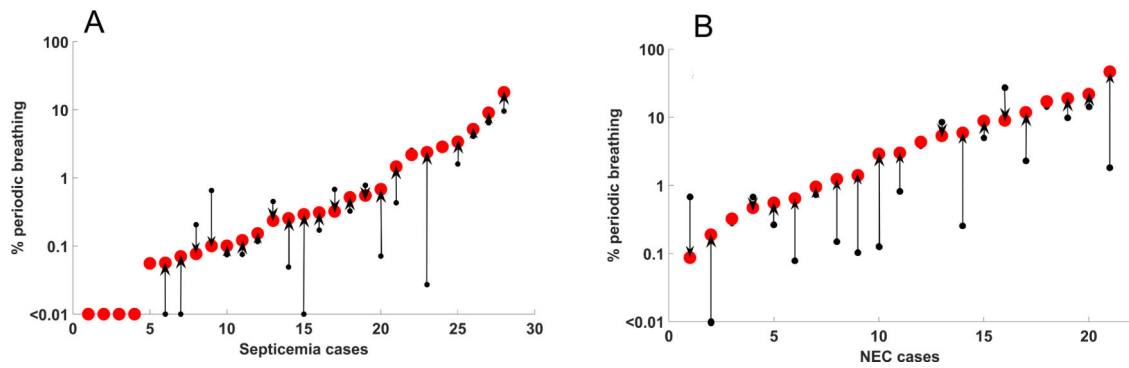 A
% periodic breathing
100
10
1
0.1
<0.01
0 5 10 15 20 25 30
Septicemia cases
B
% periodic breathing
100
10
1
0.1
<0.01
0 5 10 15 20
NEC cases